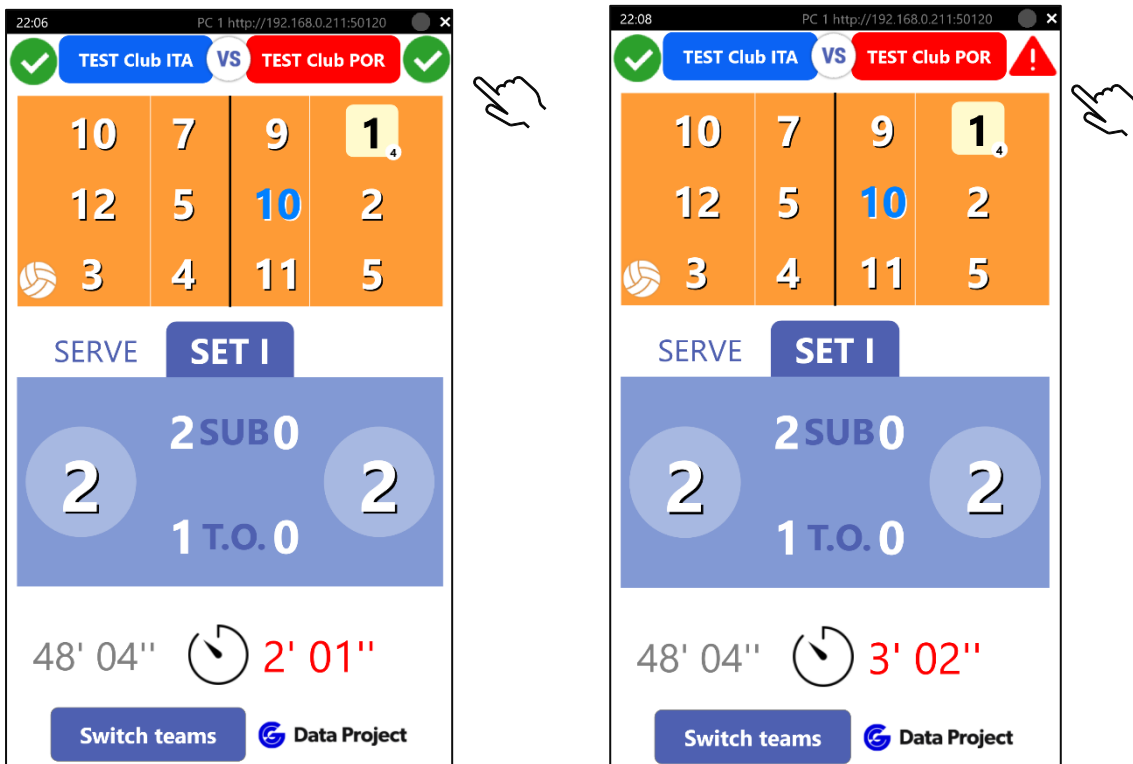 22:06 PC 1 http://192.168.0.211:50120
TEST Club ITA VS TEST Club POR
10 7 9 1 4
12 5 10 2
3 4 11 5
SERVE SET I
2 SUB 0
2 2
1 T.O. 0
48' 04'' 2' 01''
Switch teams Data Project
22:08 PC 1 http://192.168.0.211:50120
TEST Club ITA VS TEST Club POR
10 7 9 1 4
12 5 10 2
3 4 11 5
SERVE SET I
2 SUB 0
2 2
1 T.O. 0
48' 04'' 3' 02''
Switch teams Data Project